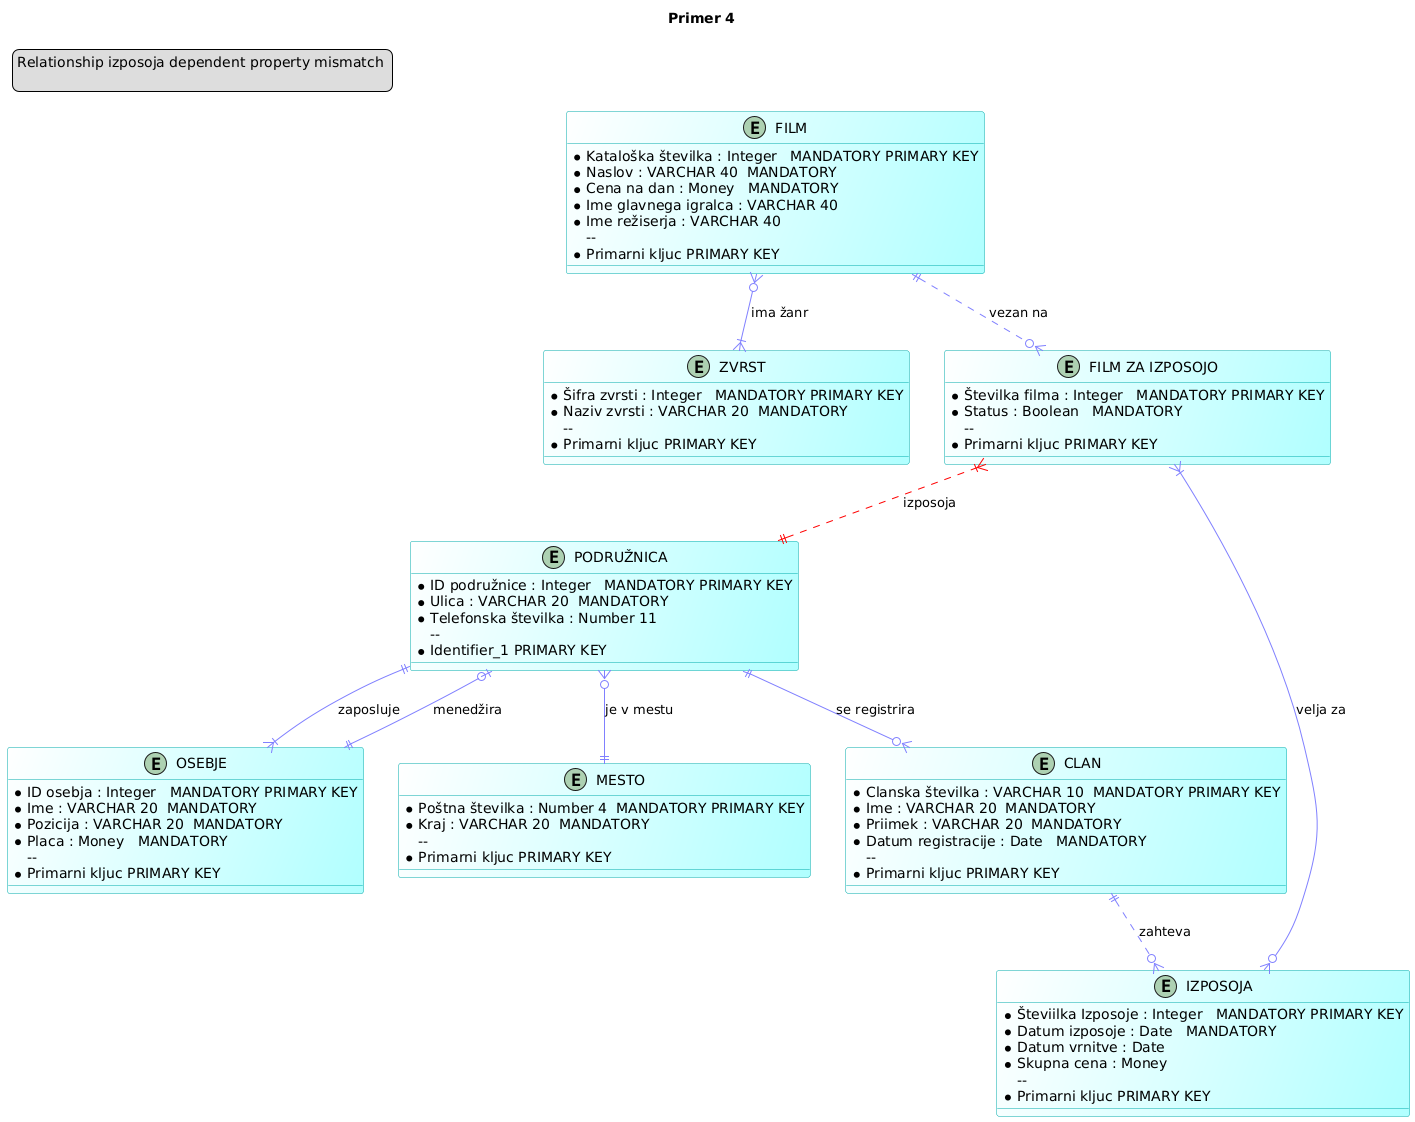 Primer 4
Relationship izposoja dependent property mismatch
E FILM
Kataloška številka : Integer MANDATORY PRIMARY KEY
Naslov : VARCHAR 40 MANDATORY
Cena na dan : Money MANDATORY
Ime glavnega igralca : VARCHAR 40
Ime režiserja : VARCHAR 40
--
Primarni kljuc PRIMARY KEY
ima žanr
vezan na
E ZVRST
Šifra zvrsti : Integer MANDATORY PRIMARY KEY
Naziv zvrsti : VARCHAR 20 MANDATORY
--
Primarni kljuc PRIMARY KEY
E FILM ZA IZPOSOJO
Številka filma : Integer MANDATORY PRIMARY KEY
Status : Boolean MANDATORY
--
Primarni kljuc PRIMARY KEY
izposoja
E PODRUŽNICA
ID podružnice : Integer MANDATORY PRIMARY KEY
Ulica : VARCHAR 20 MANDATORY
Telefonska številka : Number 11
--
Identifier_1 PRIMARY KEY
zaposluje
menedžira
je v mestu
se registrira
velja za
E OSEBJE
ID osebja : Integer MANDATORY PRIMARY KEY
Ime : VARCHAR 20 MANDATORY
Pozicija : VARCHAR 20 MANDATORY
Placa : Money MANDATORY
--
Primarni kljuc PRIMARY KEY
E MESTO
Poštna številka : Number 4 MANDATORY PRIMARY KEY
Kraj : VARCHAR 20 MANDATORY
--
Primarni kljuc PRIMARY KEY
E CLAN
Clanska številka : VARCHAR 10 MANDATORY PRIMARY KEY
Ime : VARCHAR 20 MANDATORY
Priimek : VARCHAR 20 MANDATORY
Datum registracije : Date MANDATORY
--
Primarni kljuc PRIMARY KEY
zahteva
E IZPOSOJA
Števiilka Izposoje : Integer MANDATORY PRIMARY KEY
Datum izposoje : Date MANDATORY
Datum vrnitve : Date
Skupna cena : Money
--
Primarni kljuc PRIMARY KEY